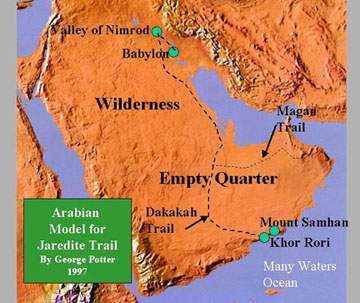 Valley of Nimrod
Babylon
Wilderness
Magan
Trail
Empty Quarter
Dakakah
Trail
Mount Samhan
Khor Rori
Many Waters
Ocean
Arabian
Model for
Jaredite Trail
By George Potter
1997